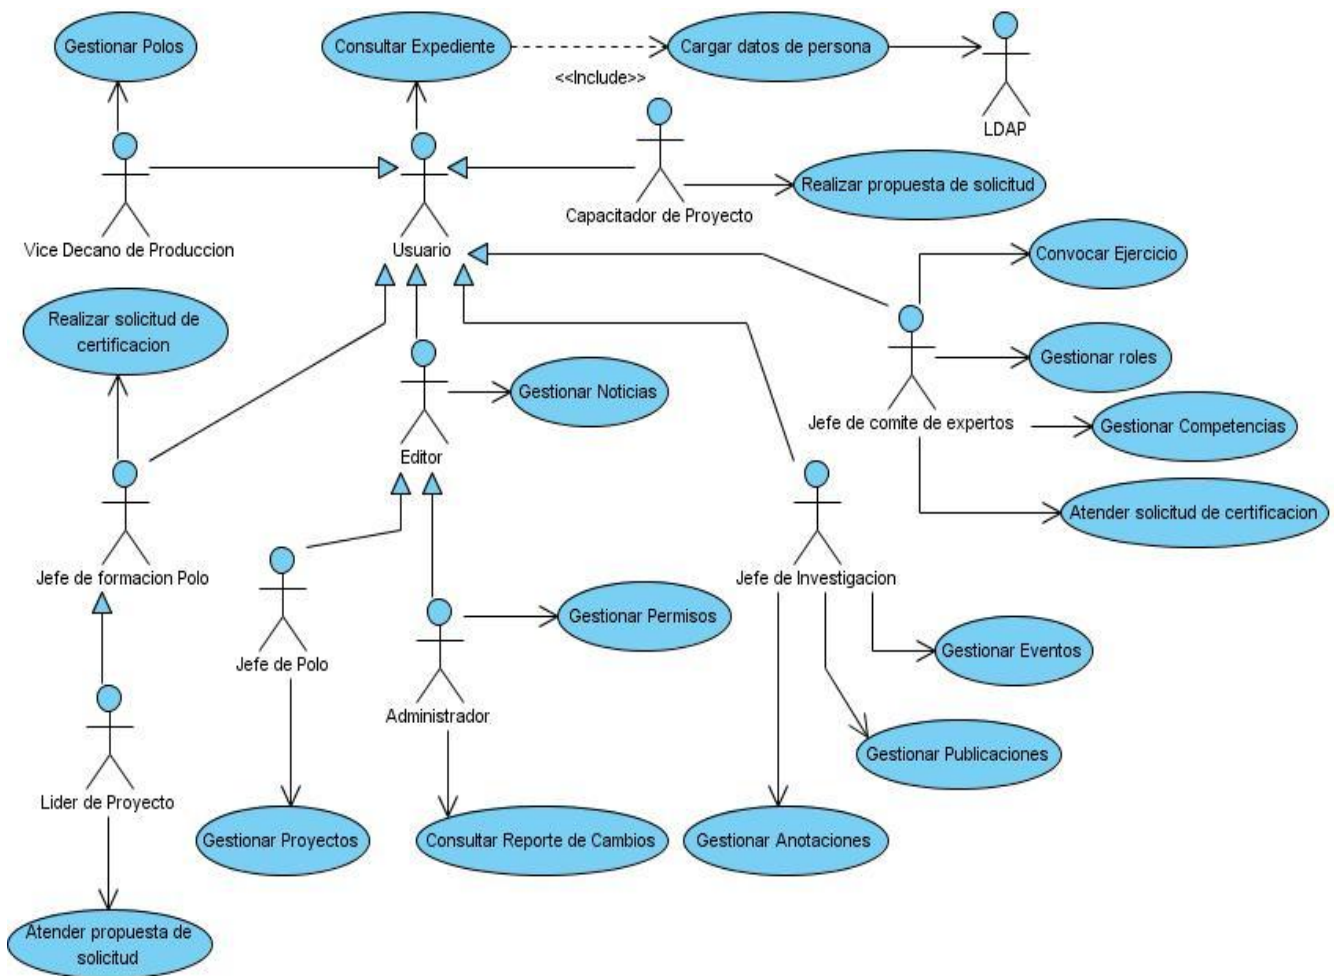 Gestionar Polos
Consultar Expediente
Cargar datos de persona
<<Include>>
LDAP
Realizar propuesta de solicitud
Capacitador de Proyecto
Vice Decano de Produccion
Usuario
Convocar Ejercicio
Realizar solicitud de
certificacion
Gestionar roles
Gestionar Noticias
Jefe de comite de expertos
Gestionar Competencias
Editor
Atender solicitud de certificacion
Jefe de formacion Polo
Jefe de Investigacion
Gestionar Permisos
Gestionar Eventos
Jefe de Polo
Administrador
Gestionar Publicaciones
Lider de Proyecto
Gestionar Proyectos
Consultar Reporte de Cambios
Gestionar Anotaciones
Atender propuesta de
solicitud